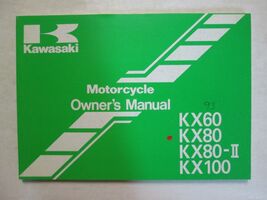 Kawasaki
Motorcycle
Owner's Manual
KX60
KX80
KX80-II
KX100